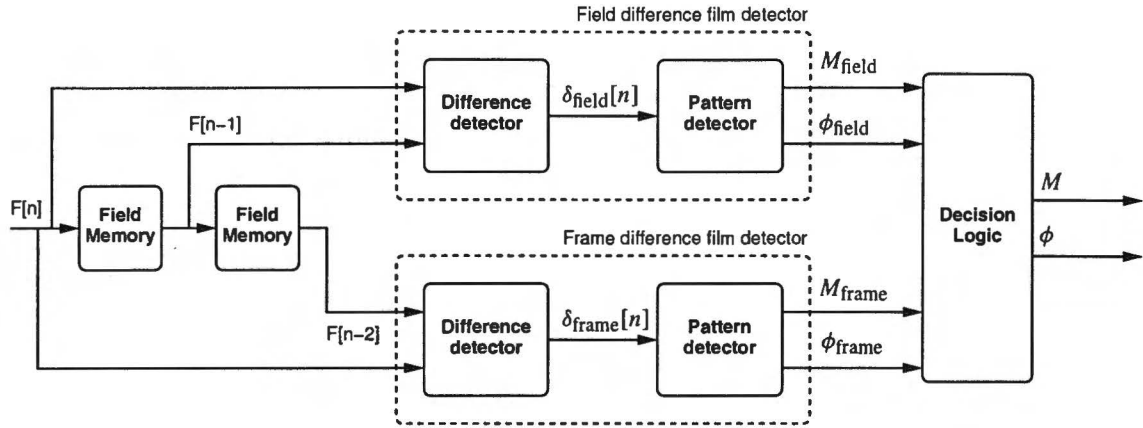 Field difference film detector
Difference
detector
δfield[n]
Pattern
detector
Mfield
ϕfield
F[n-1]
F[n]
Field
Memory
Field
Memory
Decision
Logic
M
ϕ
Frame difference film detector
F[n-2]
Difference
detector
δframe[n]
Pattern
detector
Mframe
ϕframe